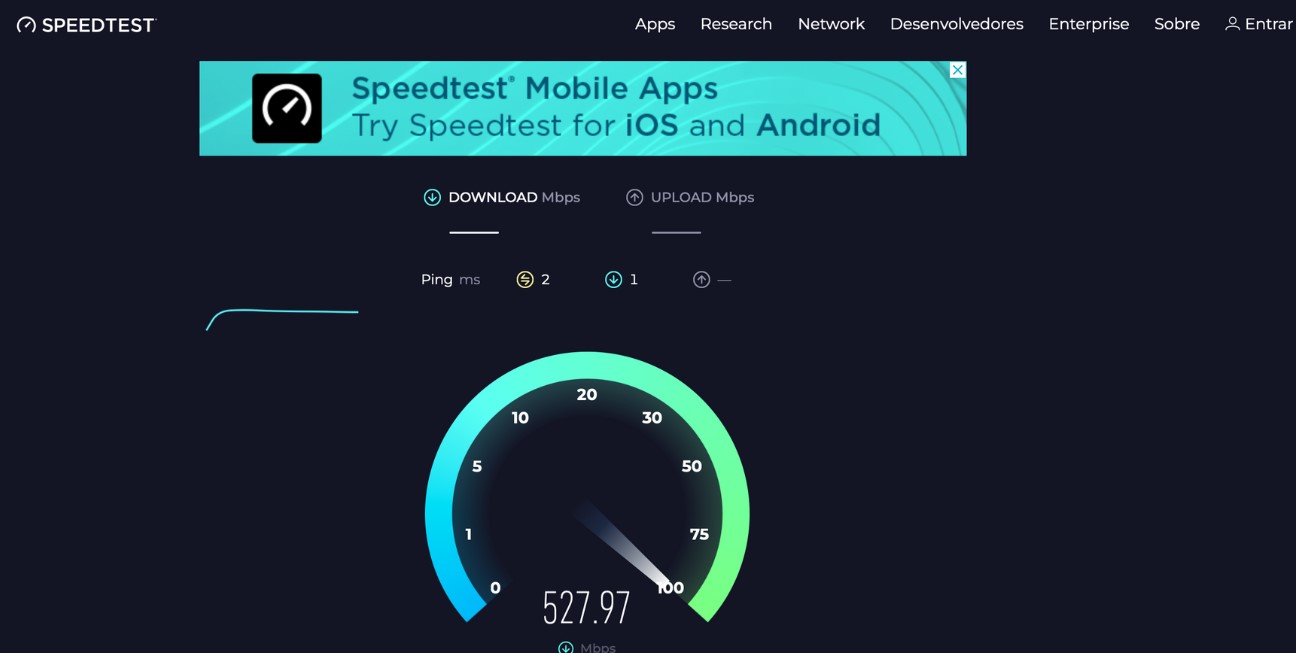 SPEEDTEST
Apps Research Network Desenvolvedores Enterprise Sobre Entrar
Speedtest® Mobile Apps
Try Speedtest for iOS and Android
DOWNLOAD Mbps UPLOAD Mbps
Ping ms 2 1 —
20
10 30
5 50
1 75
0 100
527.97
Mbps